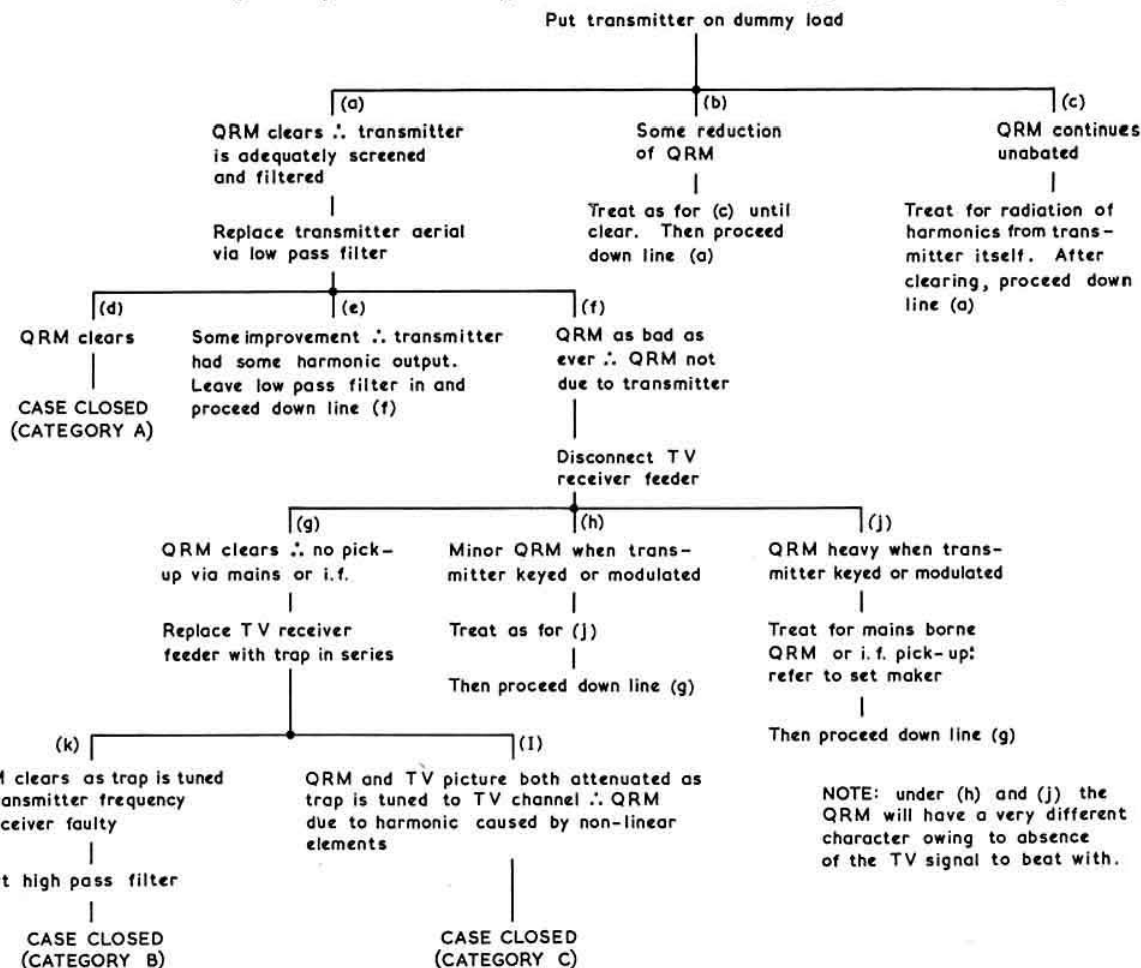 Put transmitter on dummy load
(a)
QRM clears ∴ transmitter
is adequately screened
and filtered
Replace transmitter aerial
via low pass filter
(b)
Some reduction
of QRM
Treat as for (c) until
clear. Then proceed
down line (a)
(c)
QRM continues
unabated
Treat for radiation of
harmonics from trans-
mitter itself. After
clearing, proceed down
line (a)
(d)
QRM clears
CASE CLOSED
(CATEGORY A)
(e)
Some improvement ∴ transmitter
had some harmonic output.
Leave low pass filter in and
proceed down line (f)
(f)
QRM as bad as
ever ∴ QRM not
due to transmitter
Disconnect TV
receiver feeder
(g)
QRM clears ∴ no pick-
up via mains or i.f.
Replace TV receiver
feeder with trap in series
(h)
Minor QRM when trans-
mitter keyed or modulated
Treat as for (j)
Then proceed down line (g)
(j)
QRM heavy when trans-
mitter keyed or modulated
Treat for mains borne
QRM or i.f. pick-up:
refer to set maker
Then proceed down line (g)
(k)
clears as trap is tuned
frequency
faulty
high pass filter
CASE CLOSED
(CATEGORY B)
(I)
QRM and TV picture both attenuated as
trap is tuned to TV channel ∴ QRM
due to harmonic caused by non-linear
elements
CASE CLOSED
(CATEGORY C)
NOTE: under (h) and (j) the
QRM will have a very different
character owing to absence
of the TV signal to beat with.